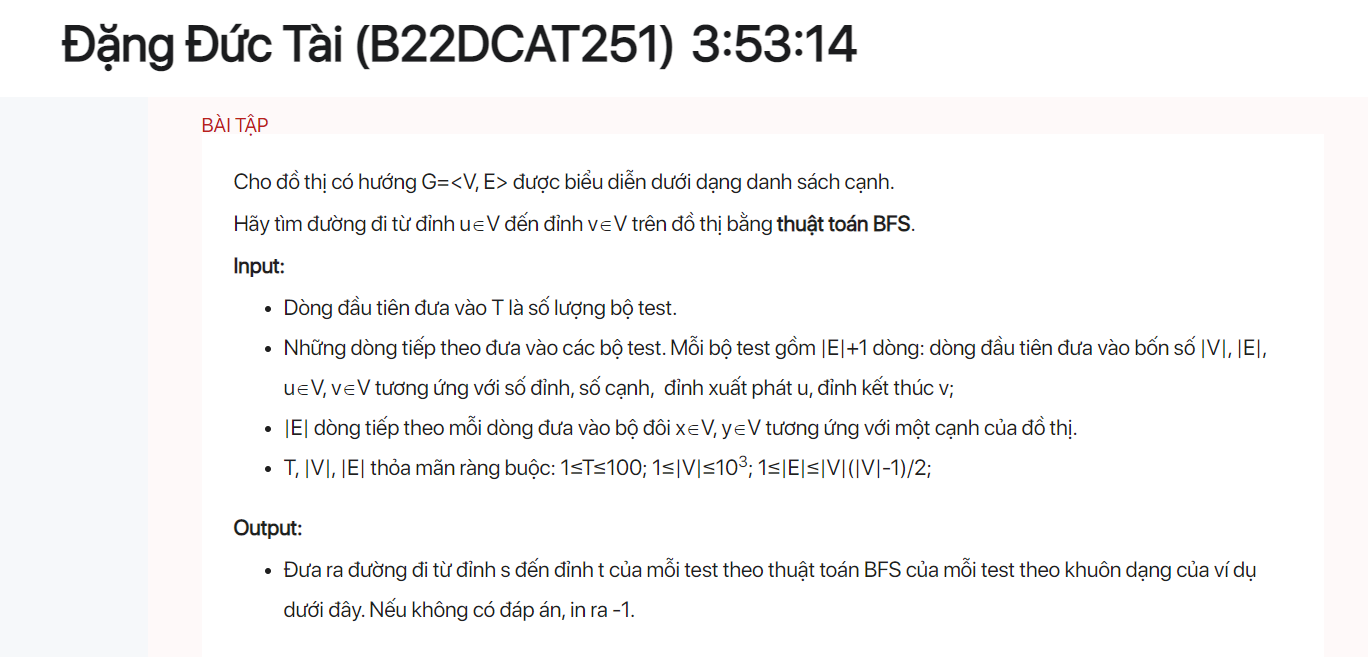 Đặng Đức Tài (B22DCAT251) 3:53:14
BÀI TẬP
Cho đồ thị có hướng G=<V, E> được biểu diễn dưới dạng danh sách cạnh.
Hãy tìm đường đi từ đỉnh u∈V đến đỉnh v∈V trên đồ thị bằng thuật toán BFS.
Input:
• Dòng đầu tiên đưa vào T là số lượng bộ test.
• Những dòng tiếp theo đưa vào các bộ test. Mỗi bộ test gồm |E|+1 dòng: dòng đầu tiên đưa vào bốn số |V|, |E|,
u∈V, v∈V tương ứng với số đỉnh, số cạnh, đỉnh xuất phát u, đỉnh kết thúc v;
• |E| dòng tiếp theo mỗi dòng đưa vào bộ đôi x∈V, y∈V tương ứng với một cạnh của đồ thị.
• T, |V|, |E| thỏa mãn ràng buộc: 1≤T≤100; 1≤|V|≤10³; 1≤|E|≤|V|(|V|-1)/2;
Output:
• Đưa ra đường đi từ đỉnh s đến đỉnh t của mỗi test theo thuật toán BFS của mỗi test theo khuôn dạng của ví dụ
dưới đây. Nếu không có đáp án, in ra -1.